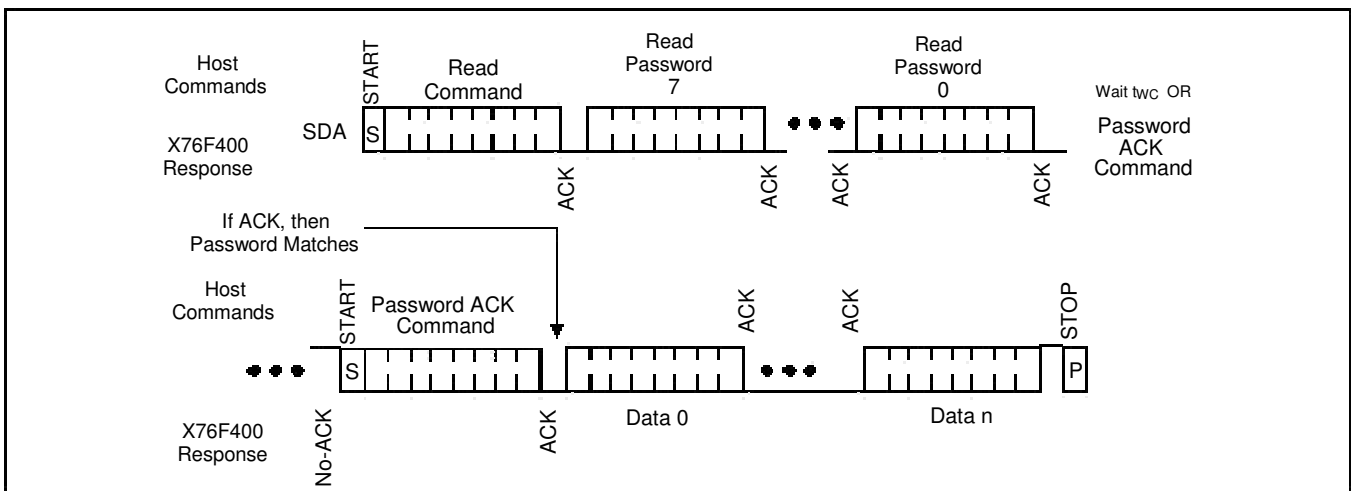 Host
Commands
START
Read
Command
Read
Password
7
Read
Password
0
Wait tWC OR
Password
ACK
Command
X76F400
Response
SDA
S
ACK
ACK
ACK
ACK
If ACK, then
Password Matches
Host
Commands
START
Password ACK
Command
ACK
ACK
STOP
S
P
X76F400
Response
No-ACK
ACK
Data 0
Data n